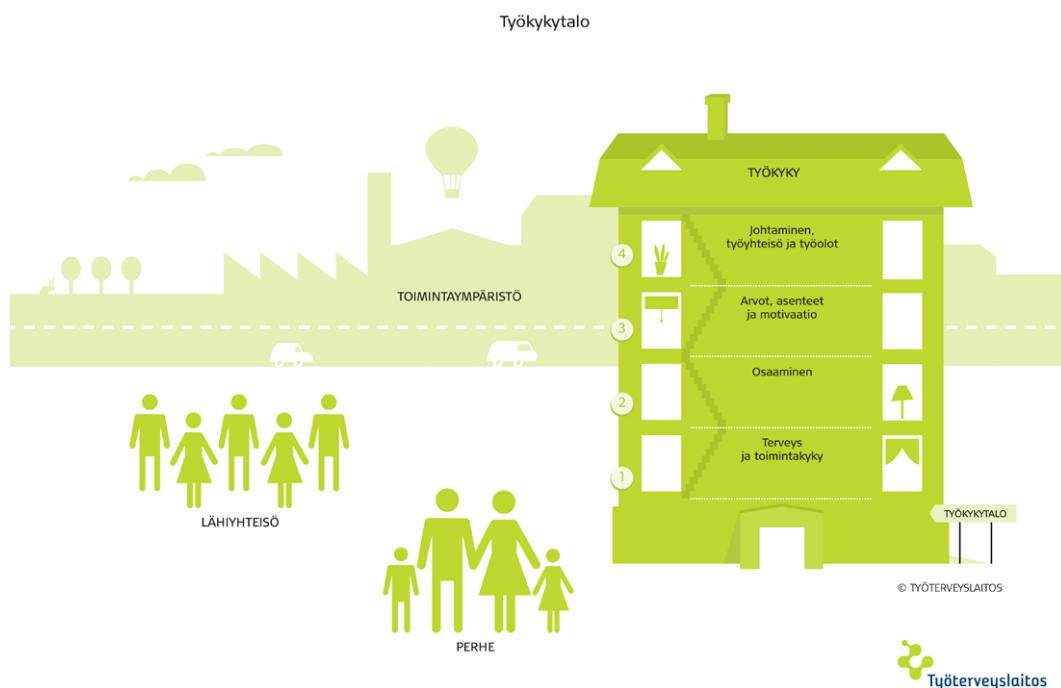 Työkykytalo
TYÖKYKY
4
Johtaminen,
työyhteisö ja työolot
TOIMINTAYMPÄRISTÖ
3
Arvot, asenteet
ja motivaatio
2
Osaaminen
1
Terveys
ja toimintakyky
LÄHIYHTEISÖ
TYÖKYKYTALO
PERHE
© TYÖTERVEYSLAITOS
Työterveyslaitos